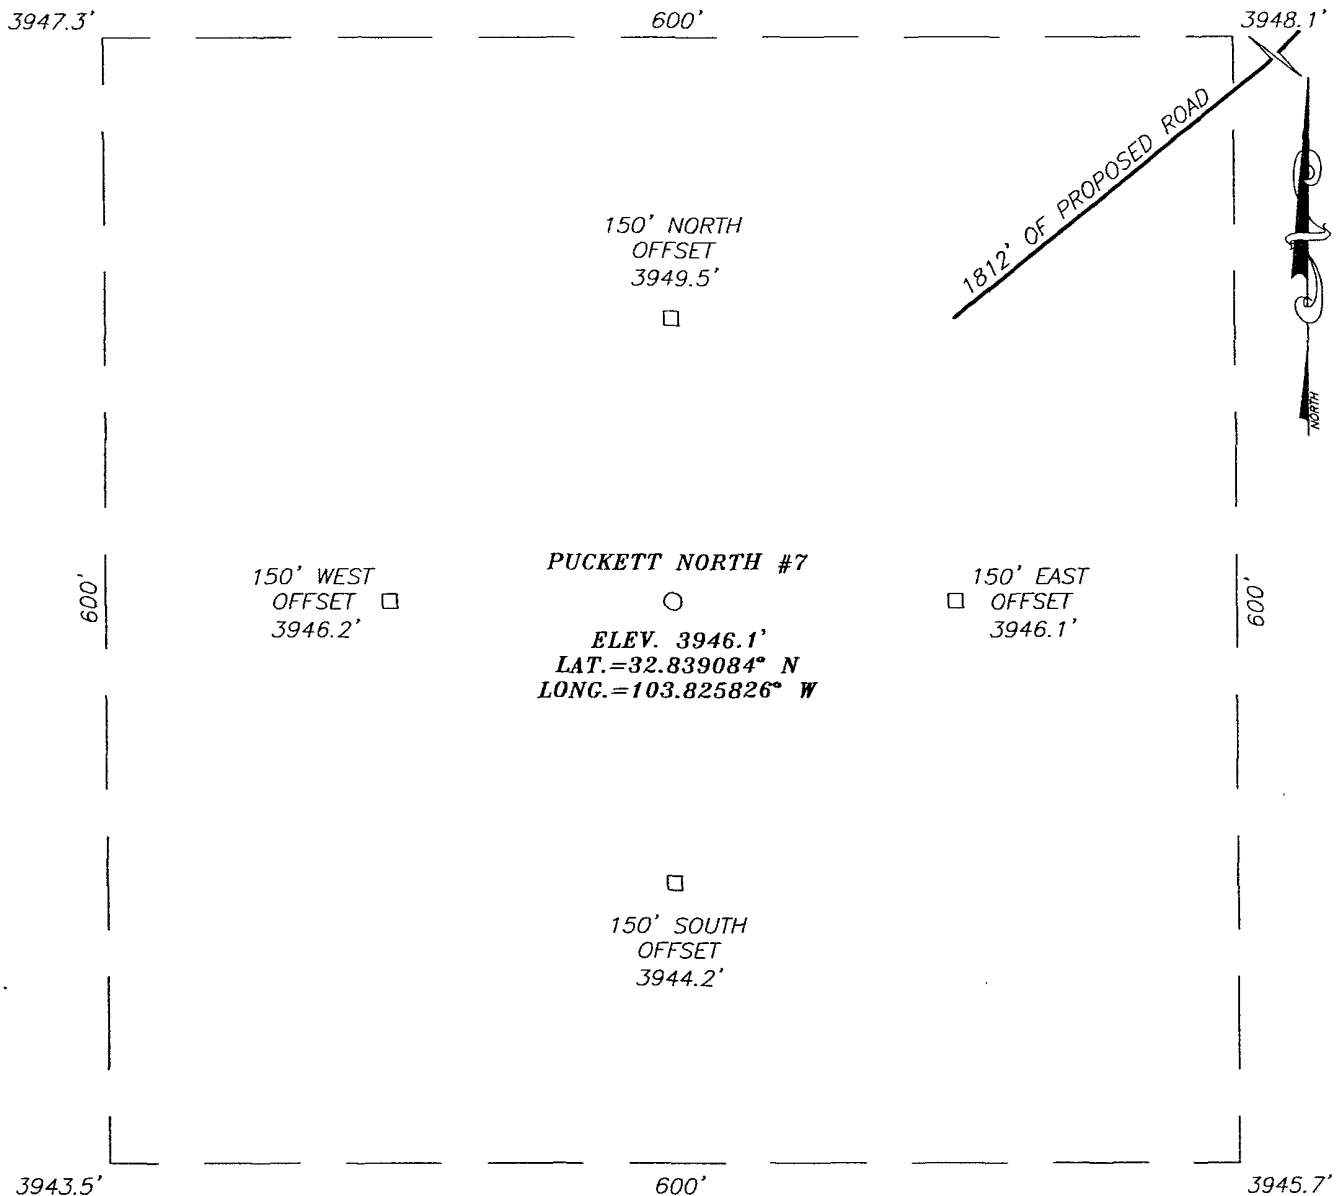 3947.3'
600'
3948.1'
1812' OF PROPOSED ROAD
150' NORTH
OFFSET
3949.5'
NORTH
600'
150' WEST
OFFSET
3946.2'
PUCKETT NORTH #7
ELEV. 3946.1'
LAT.=32.839084° N
LONG.=103.825826° W
150' EAST
OFFSET
3946.1'
600'
150' SOUTH
OFFSET
3944.2'
3943.5'
600'
3945.7'